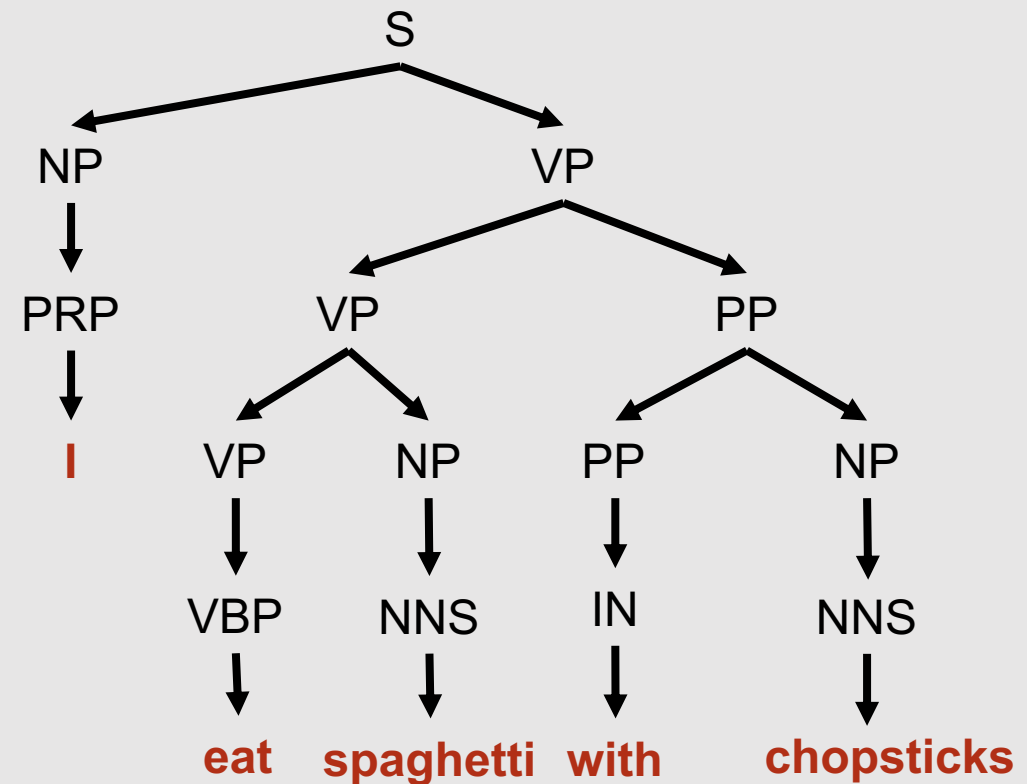 S
NP VP
PRP VP PP
I VP NP PP NP
VBP NNS IN NNS
eat spaghetti with chopsticks